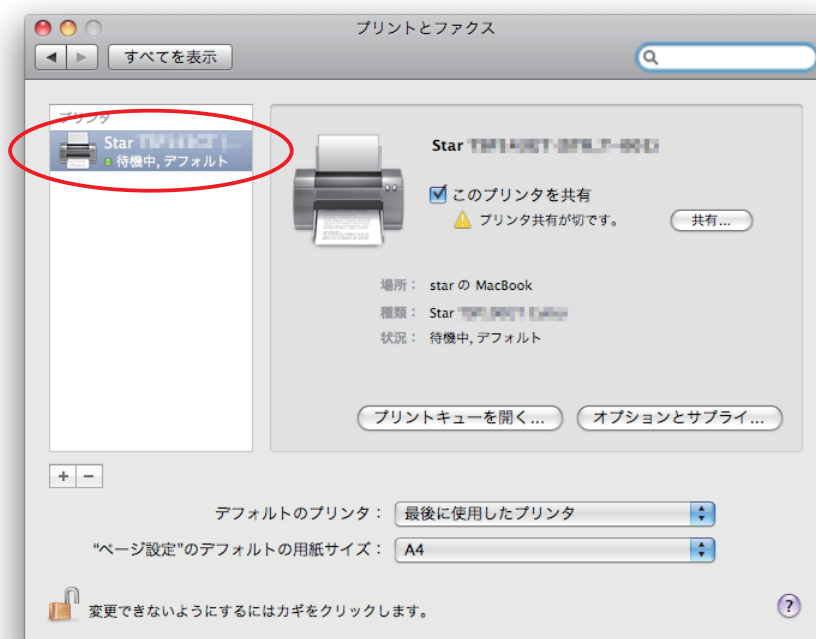 プリントとファクス
すべてを表示
プリンタ
Star
待機中, デフォルト
Star
このプリンタを共有
プリンタ共有が切です。
共有...
場所： star の MacBook
種類： Star
状況： 待機中, デフォルト
プリントキューを開く...
オプションとサプライ...
+ −
デフォルトのプリンタ： 最後に使用したプリンタ
“ページ設定”のデフォルトの用紙サイズ： A4
変更できないようにするにはカギをクリックします。
?